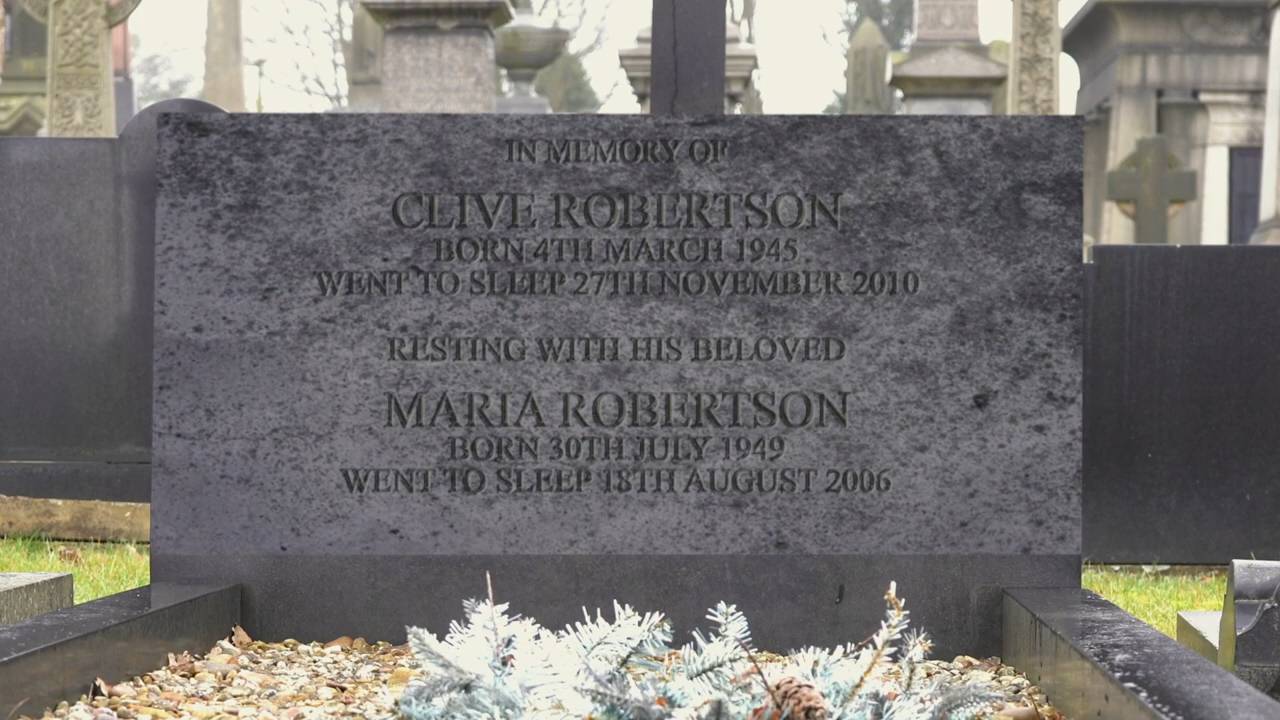 IN MEMORY OF
CLIVE ROBERTSON
BORN 4TH MARCH 1945
WENT TO SLEEP 27TH NOVEMBER 2010
RESTING WITH HIS BELOVED
MARIA ROBERTSON
BORN 30TH JULY 1949
WENT TO SLEEP 18TH AUGUST 2006